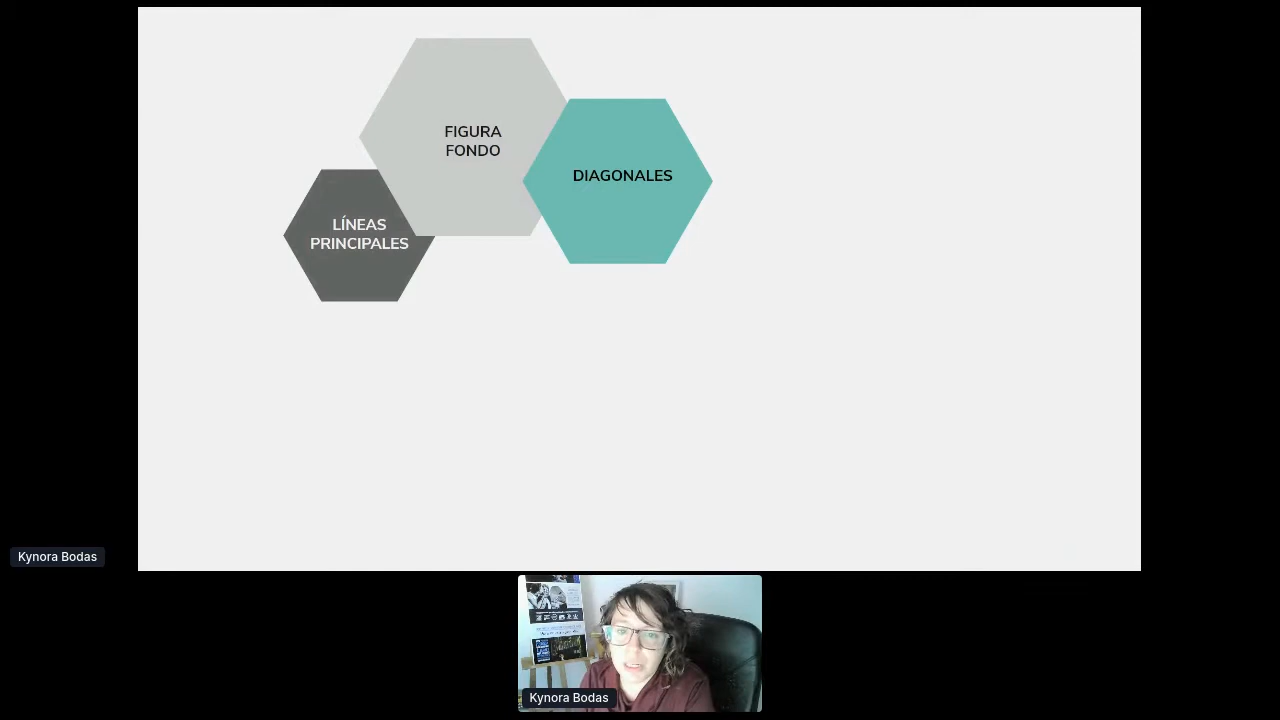 FIGURA
FONDO
DIAGONALES
LÍNEAS
PRINCIPALES
Kynora Bodas
Kynora Bodas